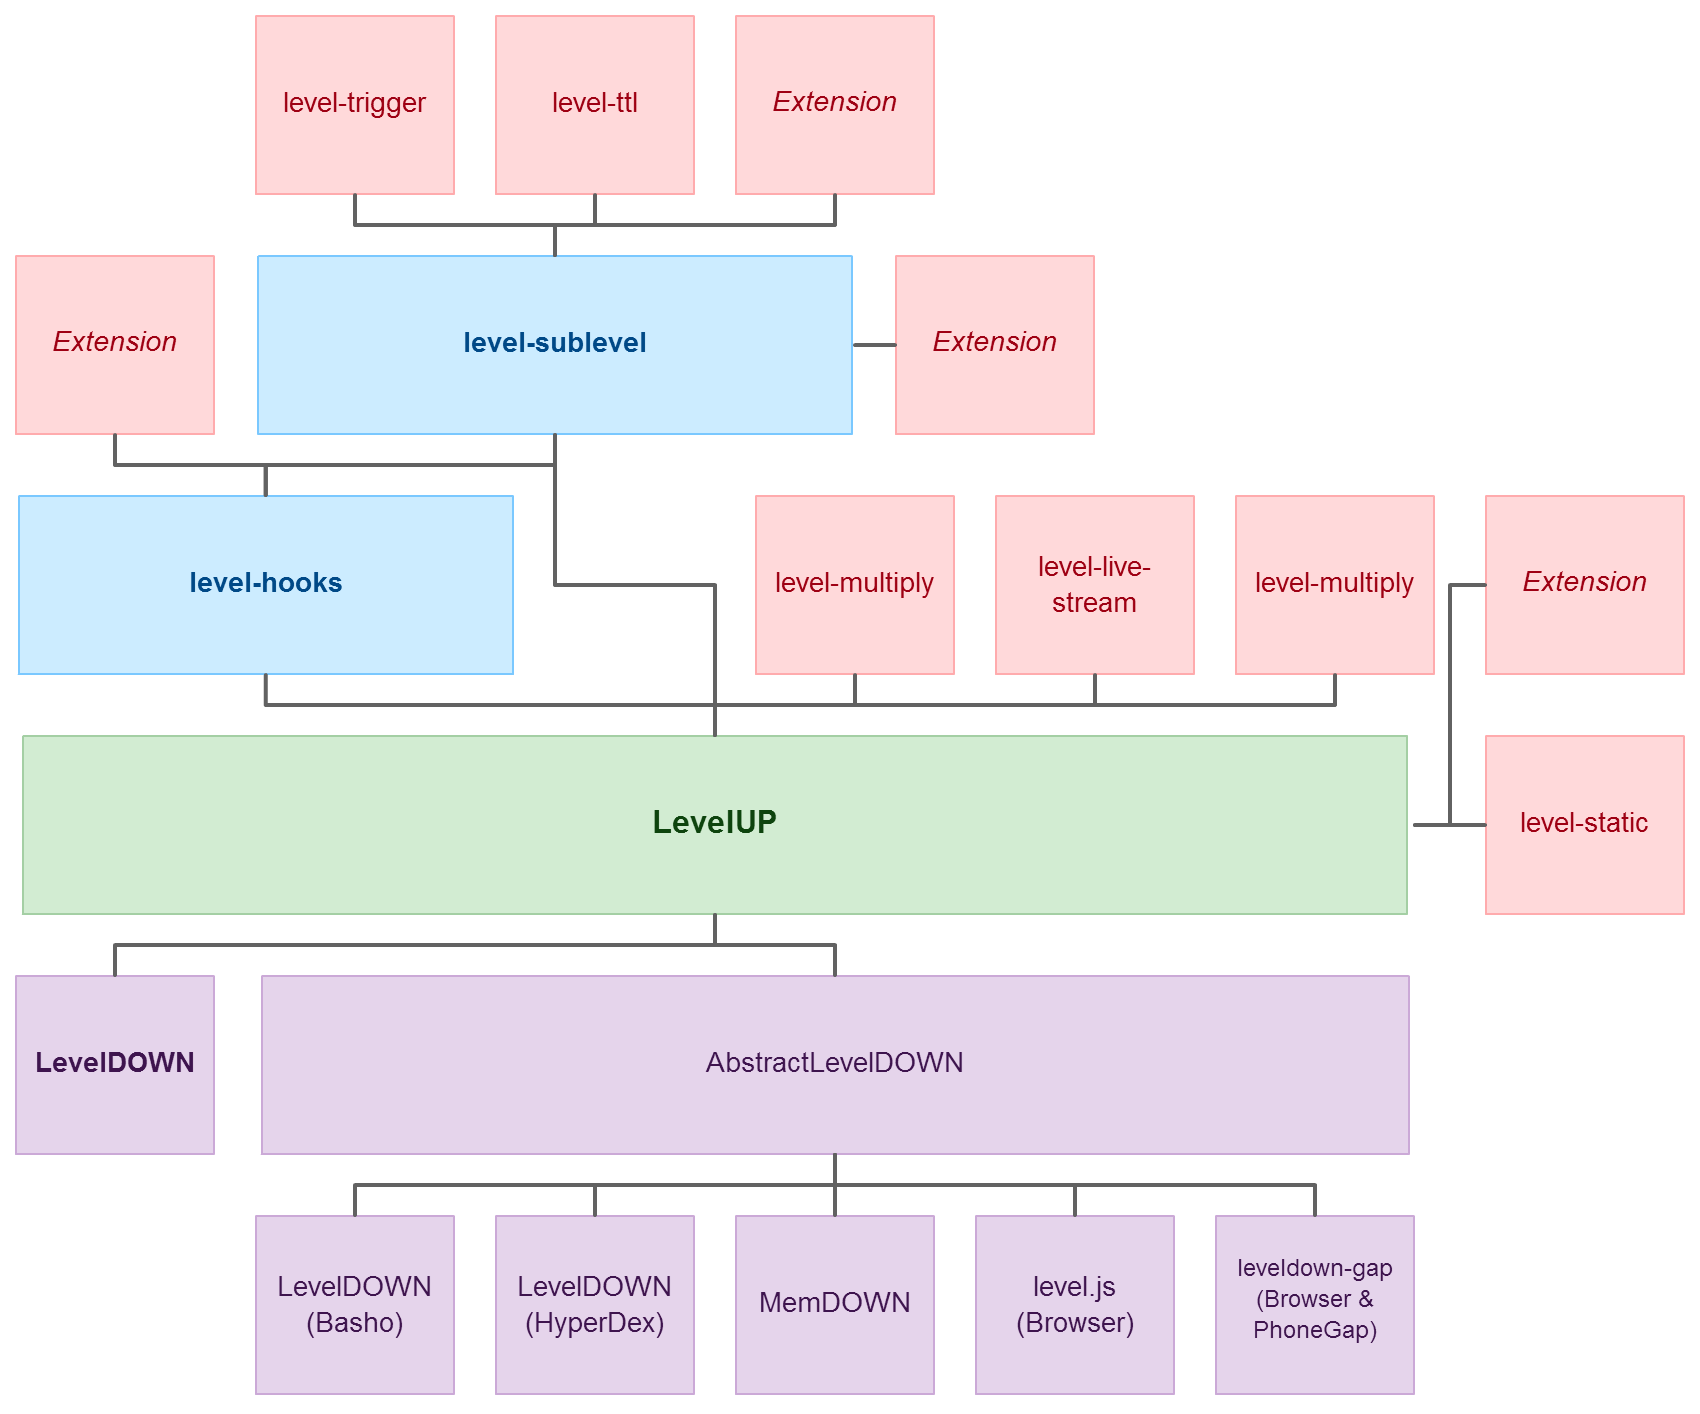 level-trigger
level-ttl
Extension
Extension
level-sublevel
Extension
level-hooks
level-multiply
level-live-
stream
level-multiply
Extension
LevelUP
level-static
LevelDOWN
AbstractLevelDOWN
LevelDOWN
(Basho)
LevelDOWN
(HyperDex)
MemDOWN
level.js
(Browser)
leveldown-gap
(Browser &
PhoneGap)